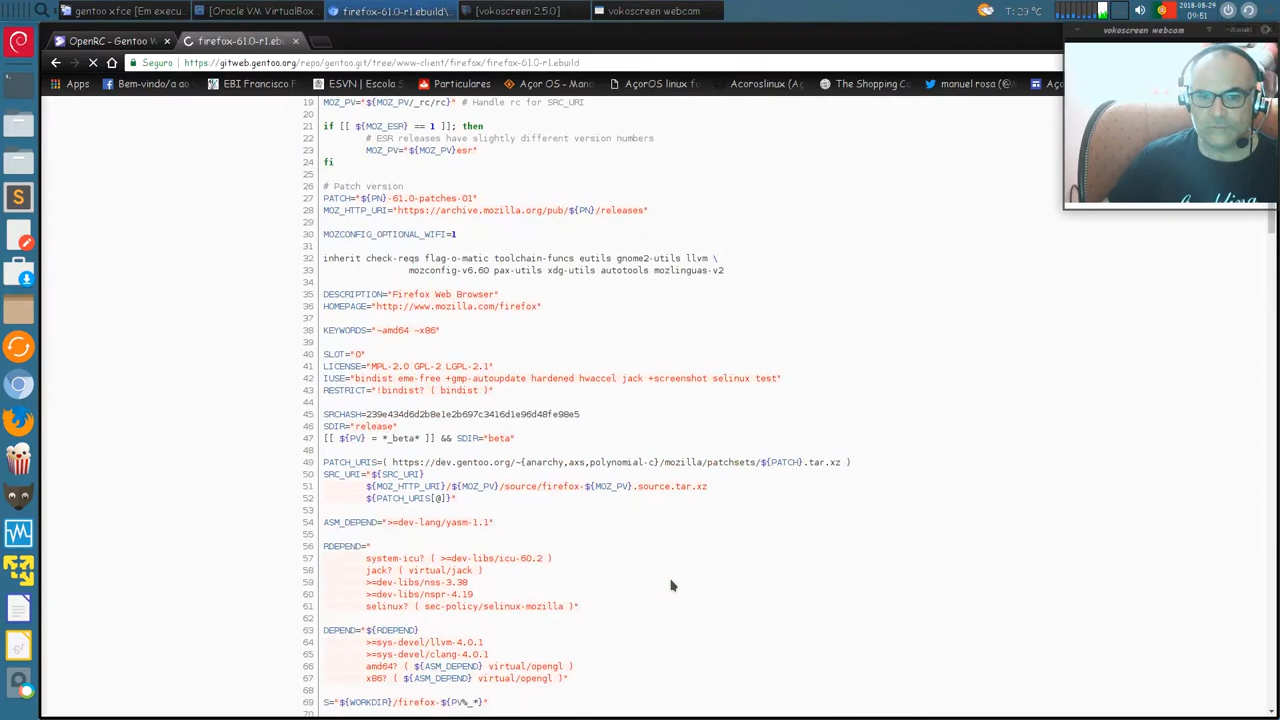 gentoo xfce [Em execu...
[Oracle VM VirtualBox...
firefox-61.0-r1.ebuild\...
[vokoscreen 2.5.0]
vokoscreen webcam
T: 23 °C
2018-08-29
09:51
OpenRC - Gentoo W ×
firefox-61.0-r1.ebui ×
vokoscreen webcam
Seguro https://gitweb.gentoo.org/repo/gentoo.git/tree/www-client/firefox/firefox-61.0-r1.ebuild
Apps
Bem-vindo/a ao
EBI Francisco F
ESVN | Escola S
Particulares
Açor OS - Man
AçorOS linux fo
Acoroslinux (A
The Shopping C
manuel rosa (@m
Aço
19 MOZ_PV="${MOZ_PV/_rc/rc}" # Handle rc for SRC_URI
20
21 if [[ ${MOZ_ESR} == 1 ]]; then
22 # ESR releases have slightly different version numbers
23 MOZ_PV="${MOZ_PV}esr"
24 fi
25
26 # Patch version
27 PATCH="${PN}-61.0-patches-01"
28 MOZ_HTTP_URI="https://archive.mozilla.org/pub/${PN}/releases"
29
30 MOZCONFIG_OPTIONAL_WIFI=1
31
32 inherit check-reqs flag-o-matic toolchain-funcs eutils gnome2-utils llvm \
33 mozconfig-v6.60 pax-utils xdg-utils autotools mozlinguas-v2
34
35 DESCRIPTION="Firefox Web Browser"
36 HOMEPAGE="http://www.mozilla.com/firefox"
37
38 KEYWORDS="~amd64 ~x86"
39
40 SLOT="0"
41 LICENSE="MPL-2.0 GPL-2 LGPL-2.1"
42 IUSE="bindist eme-free +gmp-autoupdate hardened hwaccel jack +screenshot selinux test"
43 RESTRICT="!bindist? ( bindist )"
44
45 SRCHASH=239e434d6d2b8e1e2b697c3416d1e96d48fe98e5
46 SDIR="release"
47 [[ ${PV} = *_beta* ]] && SDIR="beta"
48
49 PATCH_URIS=( https://dev.gentoo.org/~{anarchy,axs,polynomial-c}/mozilla/patchsets/${PATCH}.tar.xz )
50 SRC_URI="${SRC_URI}
51 ${MOZ_HTTP_URI}/${MOZ_PV}/source/firefox-${MOZ_PV}.source.tar.xz
52 ${PATCH_URIS[@]}"
53
54 ASM_DEPEND=">=dev-lang/yasm-1.1"
55
56 RDEPEND="
57 system-icu? ( >=dev-libs/icu-60.2 )
58 jack? ( virtual/jack )
59 >=dev-libs/nss-3.38
60 >=dev-libs/nspr-4.19
61 selinux? ( sec-policy/selinux-mozilla )"
62
63 DEPEND="${RDEPEND}
64 >=sys-devel/llvm-4.0.1
65 >=sys-devel/clang-4.0.1
66 amd64? ( ${ASM_DEPEND} virtual/opengl )
67 x86? ( ${ASM_DEPEND} virtual/opengl )"
68
69 S="${WORKDIR}/firefox-${PV%_*}"
70